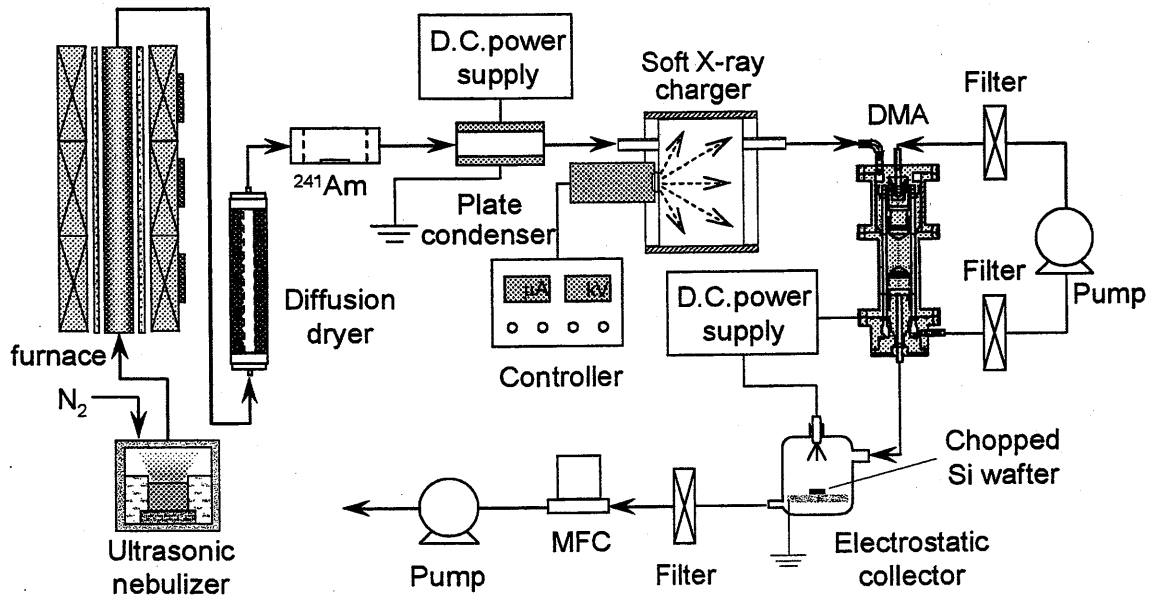 D.C.power
supply
Soft X-ray
charger
Filter
DMA
241Am
Plate
condenser
Filter
Pump
Diffusion
dryer
μA
kV
D.C.power
supply
furnace
Controller
N2
Chopped
Si wafter
MFC
Ultrasonic
nebulizer
Pump
Filter
Electrostatic
collector